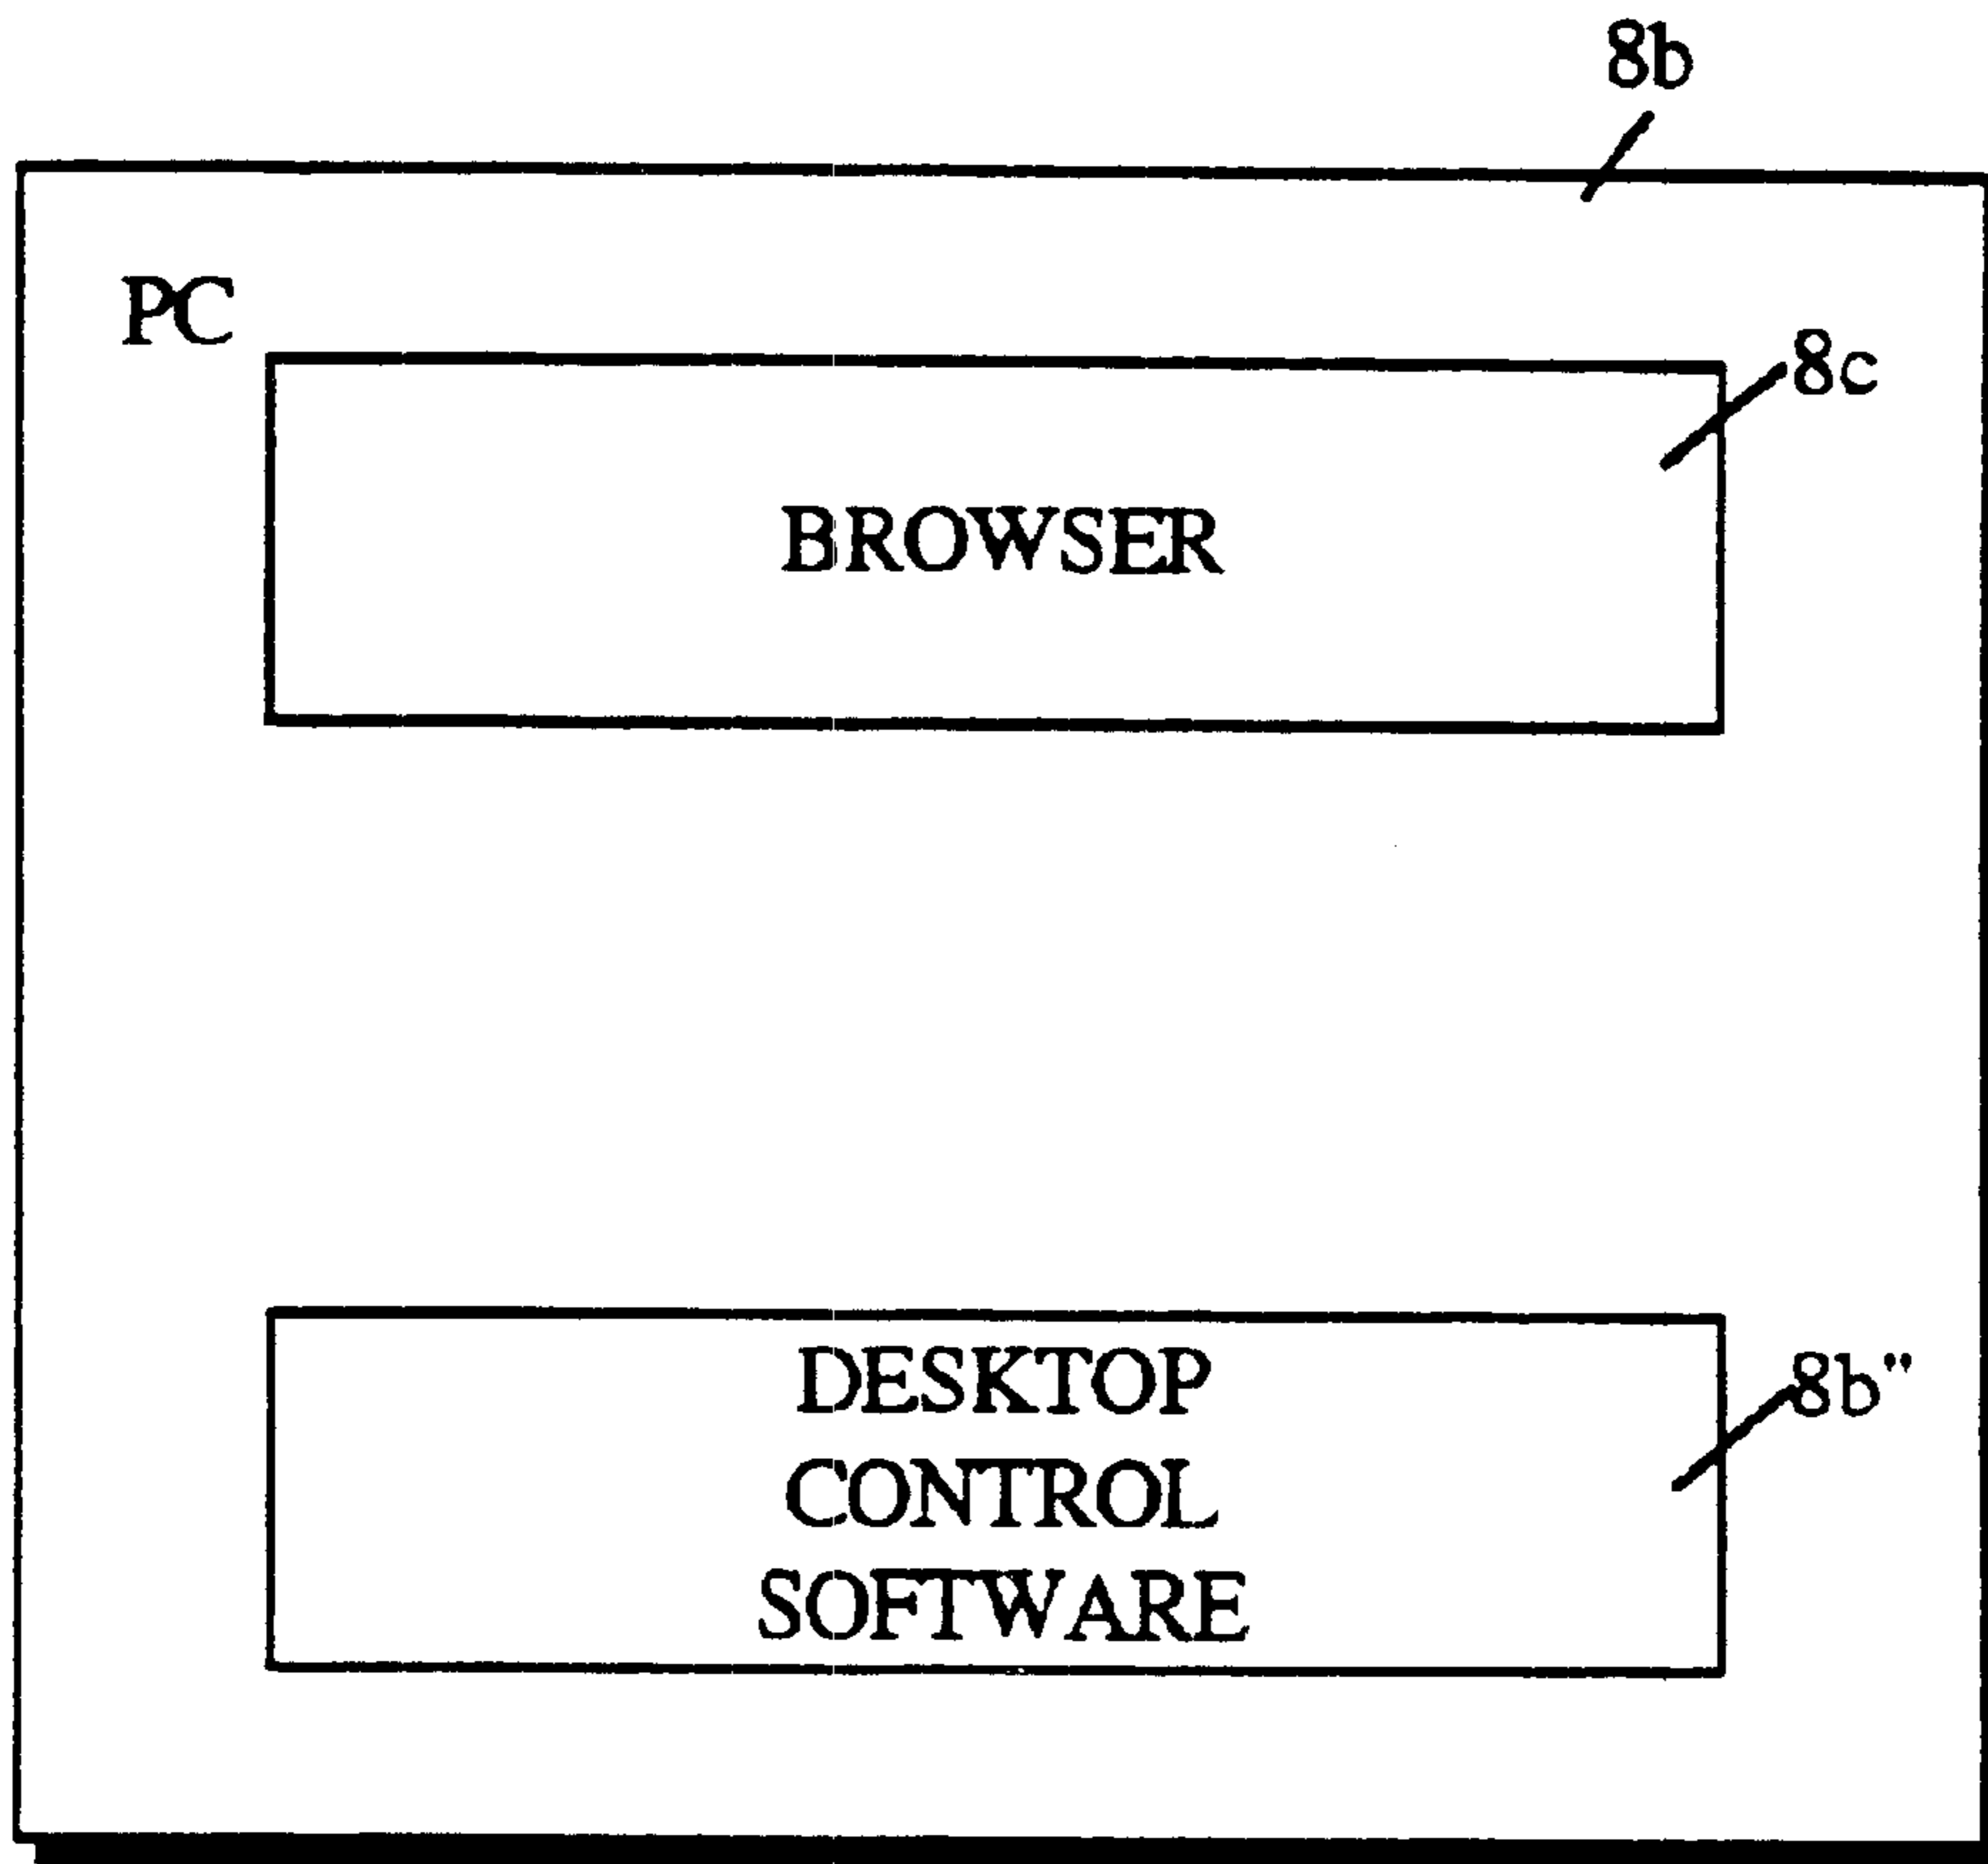 8b
PC
8c
BROWSER
DESKTOP
8b"
CONTROL
SOFTWARE